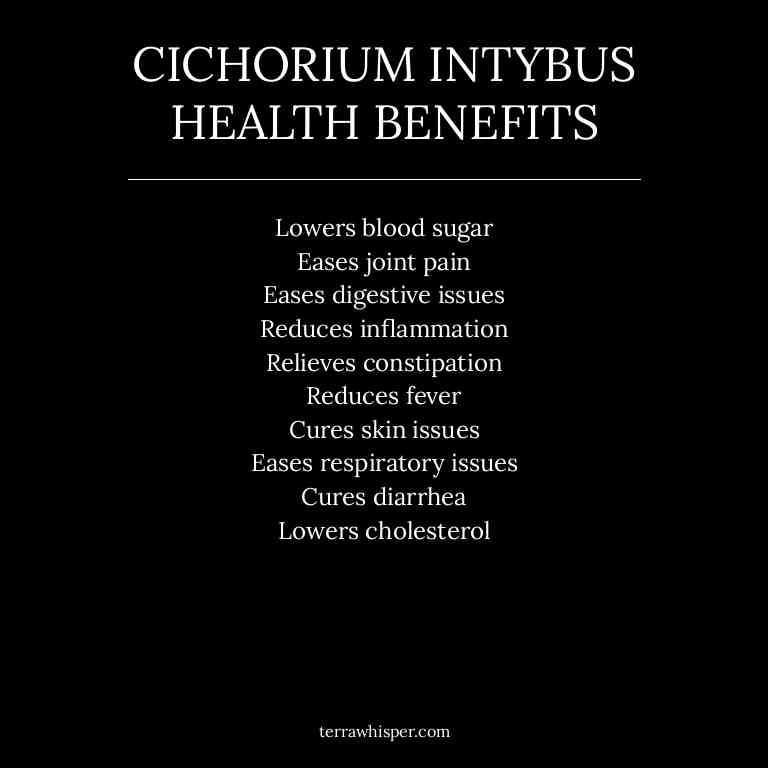 CICHORIUM INTYBUS
HEALTH BENEFITS
Lowers blood sugar
Eases joint pain
Eases digestive issues
Reduces inflammation
Relieves constipation
Reduces fever
Cures skin issues
Eases respiratory issues
Cures diarrhea
Lowers cholesterol
terrawhisper.com